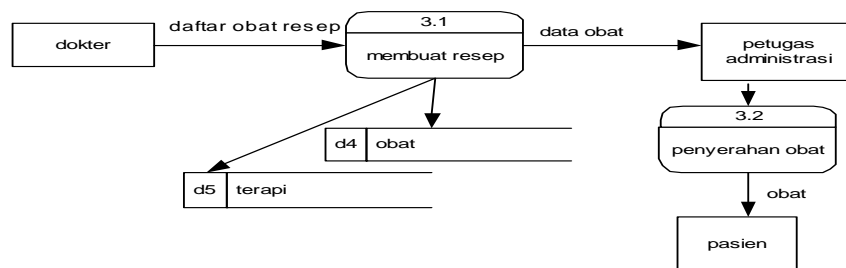 dokter
daftar obat resep
3.1
membuat resep
data obat
petugas
administrasi
3.2
penyerahan obat
d4 obat
d5 terapi
obat
pasien